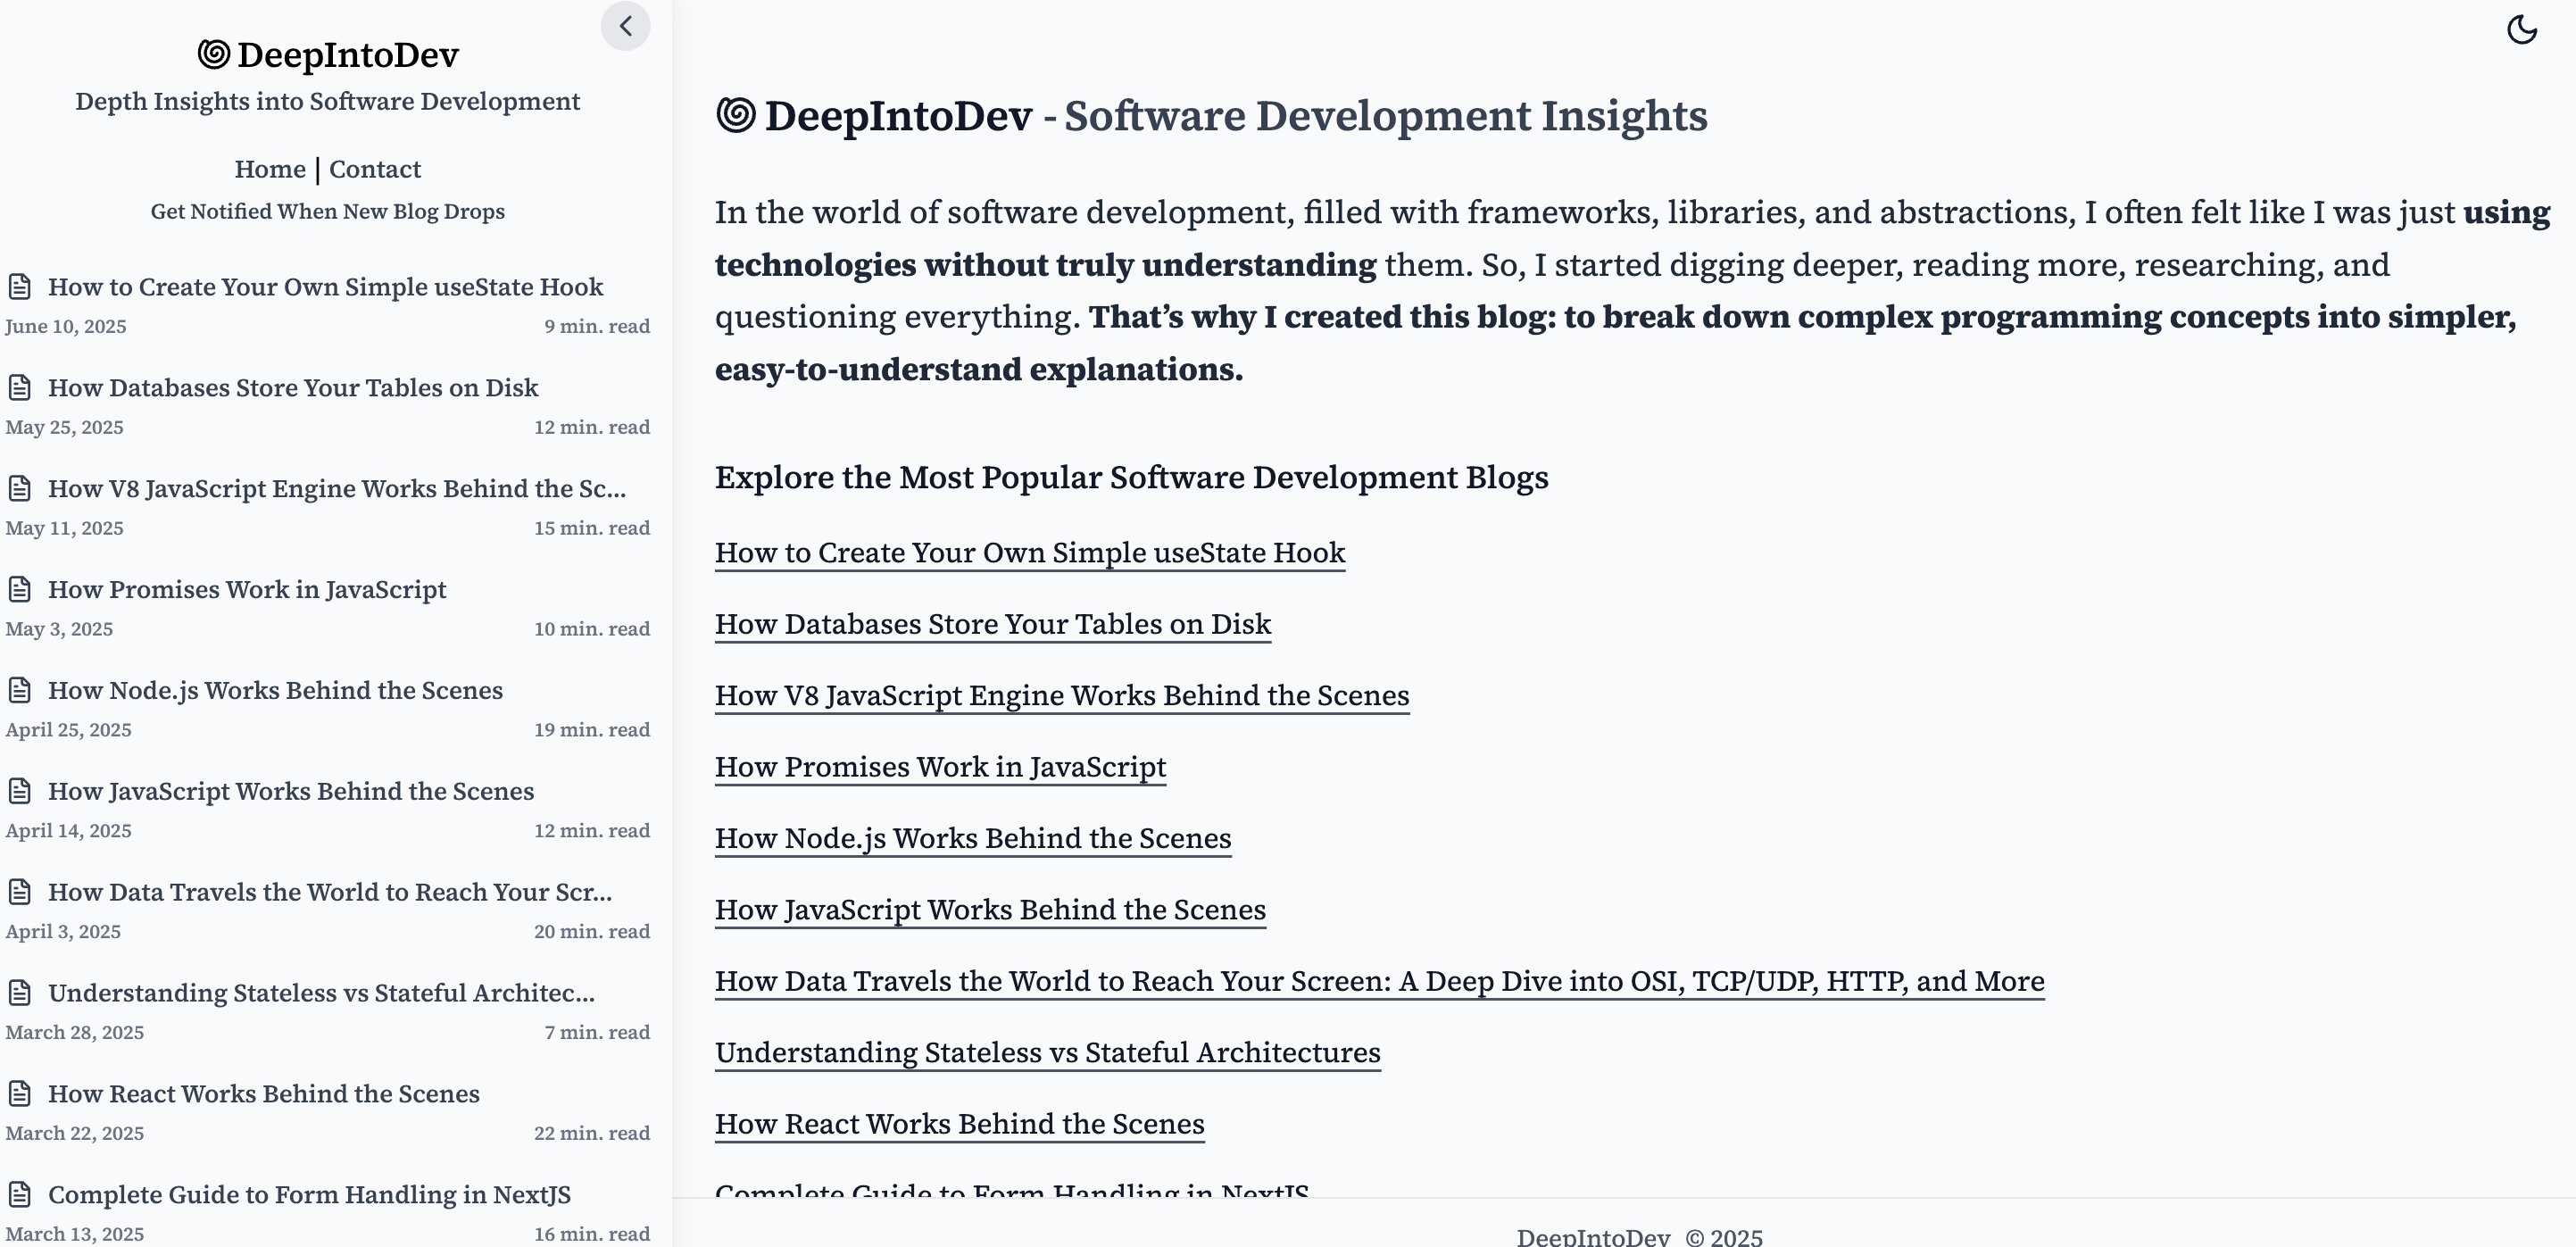 DeepIntoDev
Depth Insights into Software Development
Home | Contact
Get Notified When New Blog Drops
How to Create Your Own Simple useState Hook
June 10, 2025 9 min. read
How Databases Store Your Tables on Disk
May 25, 2025 12 min. read
How V8 JavaScript Engine Works Behind the Sc...
May 11, 2025 15 min. read
How Promises Work in JavaScript
May 3, 2025 10 min. read
How Node.js Works Behind the Scenes
April 25, 2025 19 min. read
How JavaScript Works Behind the Scenes
April 14, 2025 12 min. read
How Data Travels the World to Reach Your Scr...
April 3, 2025 20 min. read
Understanding Stateless vs Stateful Architec...
March 28, 2025 7 min. read
How React Works Behind the Scenes
March 22, 2025 22 min. read
Complete Guide to Form Handling in NextJS
March 13, 2025 16 min. read
DeepIntoDev - Software Development Insights
In the world of software development, filled with frameworks, libraries, and abstractions, I often felt like I was just using
technologies without truly understanding them. So, I started digging deeper, reading more, researching, and
questioning everything. That’s why I created this blog: to break down complex programming concepts into simpler,
easy-to-understand explanations.
Explore the Most Popular Software Development Blogs
How to Create Your Own Simple useState Hook
How Databases Store Your Tables on Disk
How V8 JavaScript Engine Works Behind the Scenes
How Promises Work in JavaScript
How Node.js Works Behind the Scenes
How JavaScript Works Behind the Scenes
How Data Travels the World to Reach Your Screen: A Deep Dive into OSI, TCP/UDP, HTTP, and More
Understanding Stateless vs Stateful Architectures
How React Works Behind the Scenes
Complete Guide to Form Handling in NextJS
DeepIntoDev © 2025